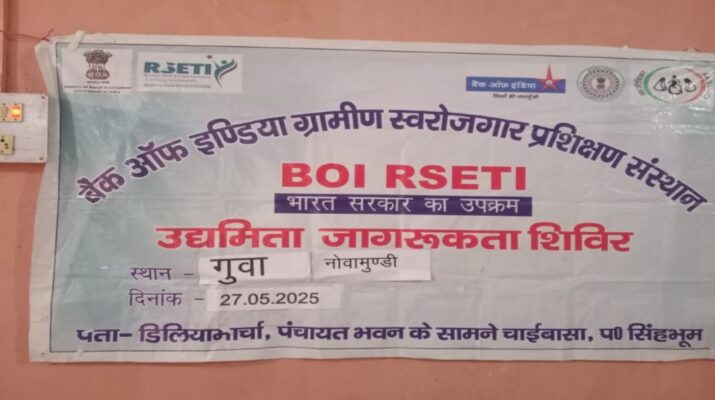 RSETI
बैंक ऑफ इंडिया
रिश्तों की जमापूँजी
बैंक ऑफ इण्डिया ग्रामीण स्वरोजगार प्रशिक्षण संस्थान
BOI RSETI
भारत सरकार का उपक्रम
उद्यमिता जागरूकता शिविर
स्थान - गुवा नोवामुण्डी
दिनांक - 27.05.2025
पता- डिलियामार्चा, पंचायत भवन के सामने चाईबासा, प0 सिंहभूम